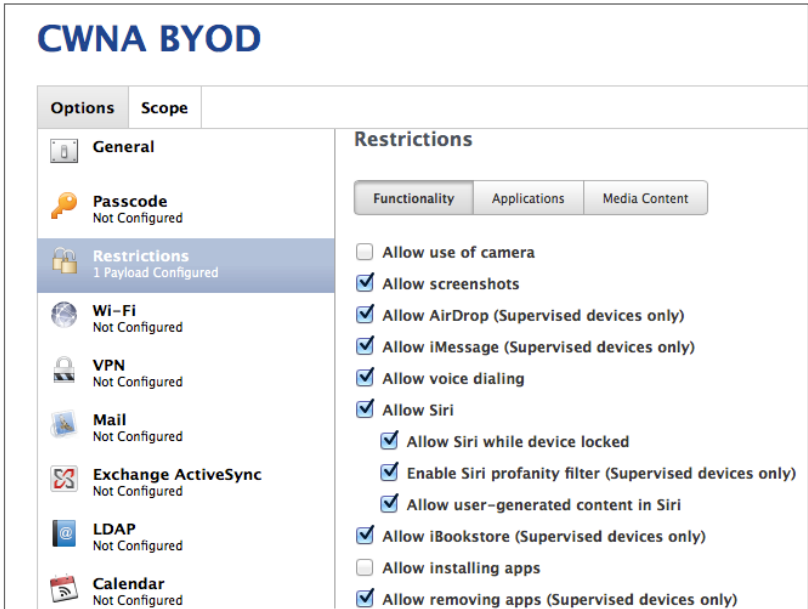 CWNA BYOD
Options
Scope
General
Passcode
Not Configured
Restrictions
1 Payload Configured
Wi-Fi
Not Configured
VPN
Not Configured
Mail
Not Configured
Exchange ActiveSync
Not Configured
LDAP
Not Configured
Calendar
Not Configured
Restrictions
Functionality
Applications
Media Content
Allow use of camera
Allow screenshots
Allow AirDrop (Supervised devices only)
Allow iMessage (Supervised devices only)
Allow voice dialing
Allow Siri
Allow Siri while device locked
Enable Siri profanity filter (Supervised devices only)
Allow user-generated content in Siri
Allow iBookstore (Supervised devices only)
Allow installing apps
Allow removing apps (Supervised devices only)